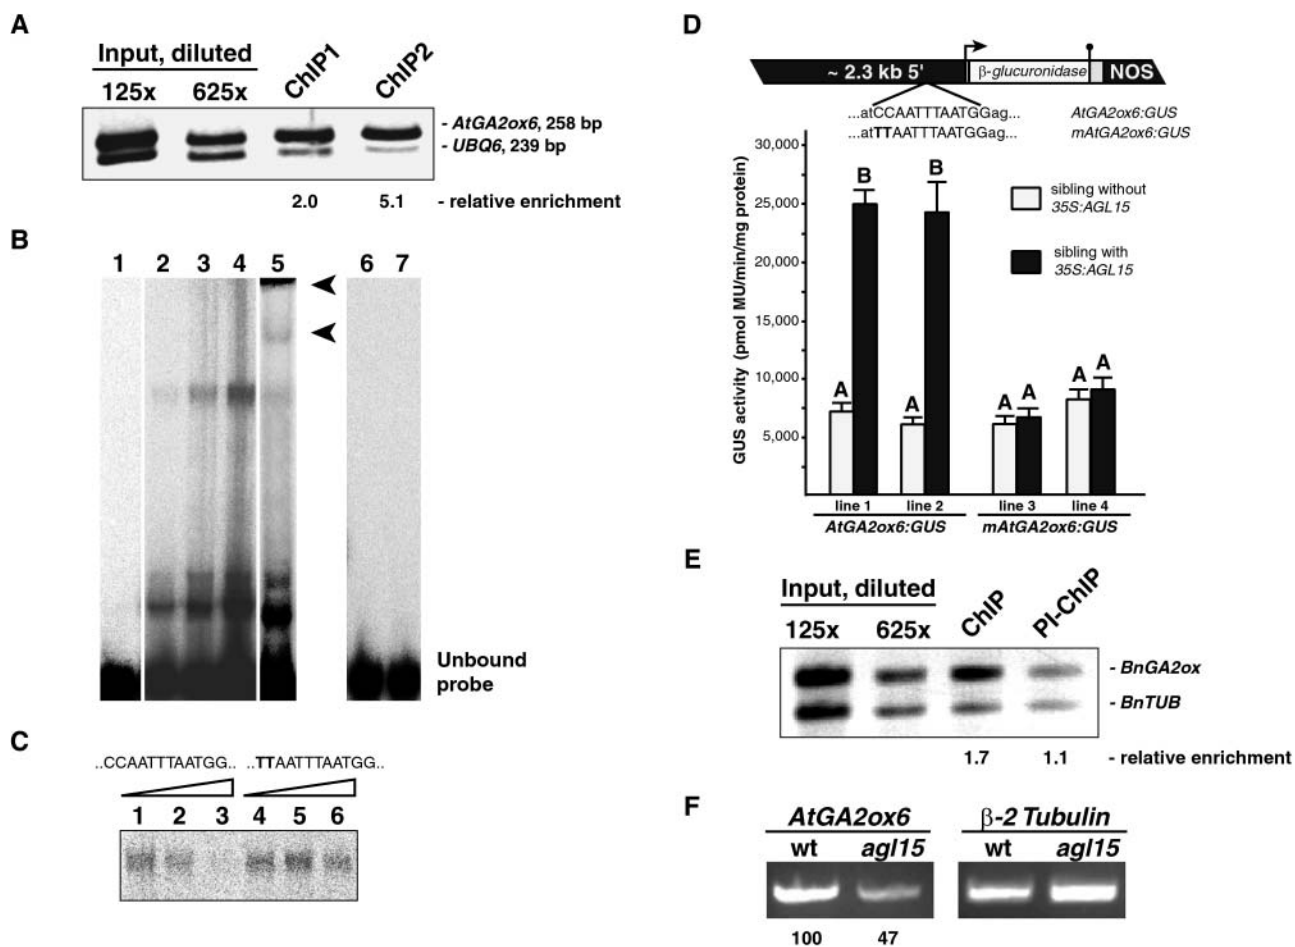 A
Input, diluted
125x 625x ChIP1 ChIP2
- AtGA2ox6, 258 bp
- UBQ6, 239 bp
2.0 5.1 - relative enrichment
B
1 2 3 4 5 6 7
Unbound
probe
C
..CCAATTTAATGG.. ..TTAATTTAATGG..
1 2 3 4 5 6
D
~ 2.3 kb 5' β-glucuronidase NOS
...atCCAATTTAATGGag... AtGA2ox6:GUS
...atTTAATTTAATGGag... mAtGA2ox6:GUS
GUS activity (pmol MU/min/mg protein)
30,000
25,000
20,000
15,000
10,000
5,000
A B A B A A A A
sibling without
35S:AGL15
sibling with
35S:AGL15
line 1 line 2 line 3 line 4
AtGA2ox6:GUS mAtGA2ox6:GUS
E
Input, diluted
125x 625x ChIP PI-ChIP
- BnGA2ox
- BnTUB
1.7 1.1 - relative enrichment
F
AtGA2ox6 β-2 Tubulin
wt agl15 wt agl15
100 47